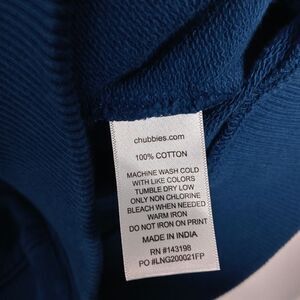 chubbies.com
100% COTTON
MACHINE WASH COLD
WITH LIKE COLORS
TUMBLE DRY LOW
ONLY NON CHLORINE
BLEACH WHEN NEEDED
WARM IRON
DO NOT IRON ON PRINT
MADE IN INDIA
RN #143198
PO #LNG200021FP